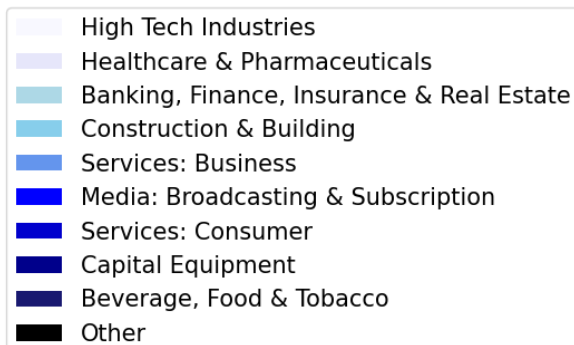 High Tech Industries
Healthcare & Pharmaceuticals
Banking, Finance, Insurance & Real Estate
Construction & Building
Services: Business
Media: Broadcasting & Subscription
Services: Consumer
Capital Equipment
Beverage, Food & Tobacco
Other